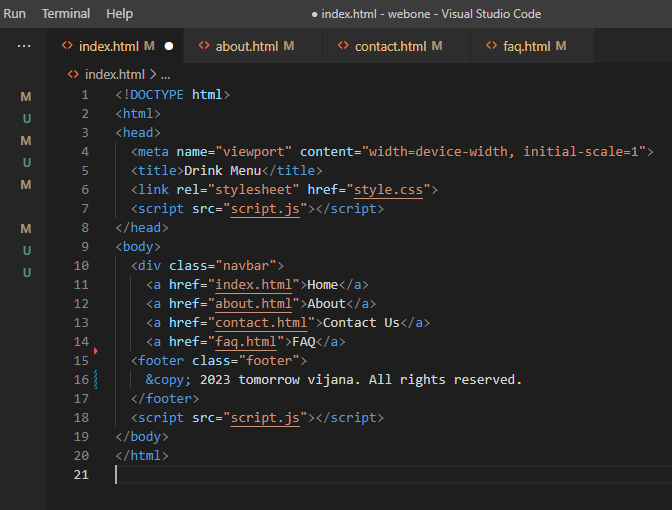 Run Terminal Help ● index.html - webone - Visual Studio Code
... <> index.html M ● <> about.html M <> contact.html M <> faq.html M
<> index.html > ...
M
U
M
U
M
M
U
U
1 <!DOCTYPE html>
2 <html>
3 <head>
4 <meta name="viewport" content="width=device-width, initial-scale=1">
5 <title>Drink Menu</title>
6 <link rel="stylesheet" href="style.css">
7 <script src="script.js"></script>
8 </head>
9 <body>
10 <div class="navbar">
11 <a href="index.html">Home</a>
12 <a href="about.html">About</a>
13 <a href="contact.html">Contact Us</a>
14 <a href="faq.html">FAQ</a>
15 <footer class="footer">
16 &copy; 2023 tomorrow vijana. All rights reserved.
17 </footer>
18 <script src="script.js"></script>
19 </body>
20 </html>
21